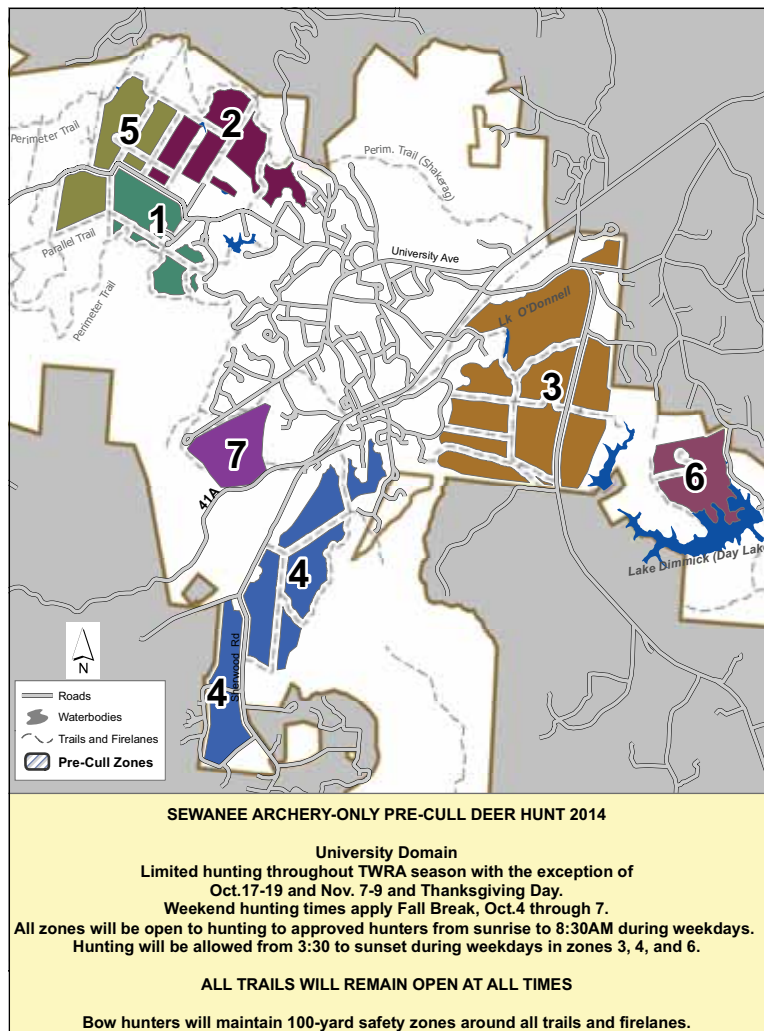 Perimeter Trail
5
2
Perim. Trail (Shakerag)
1
Parallel Trail
University Ave
Perimeter Trail
Lk O'Donnell
3
7
6
41A
4
Lake Dimmick (Day Lake
Sherwood Rd
4
N
Roads
Waterbodies
Trails and Firelanes
Pre-Cull Zones
SEWANEE ARCHERY-ONLY PRE-CULL DEER HUNT 2014
University Domain
Limited hunting throughout TWRA season with the exception of
Oct.17-19 and Nov. 7-9 and Thanksgiving Day.
Weekend hunting times apply Fall Break, Oct.4 through 7.
All zones will be open to hunting to approved hunters from sunrise to 8:30AM during weekdays.
Hunting will be allowed from 3:30 to sunset during weekdays in zones 3, 4, and 6.
ALL TRAILS WILL REMAIN OPEN AT ALL TIMES
Bow hunters will maintain 100-yard safety zones around all trails and firelanes.